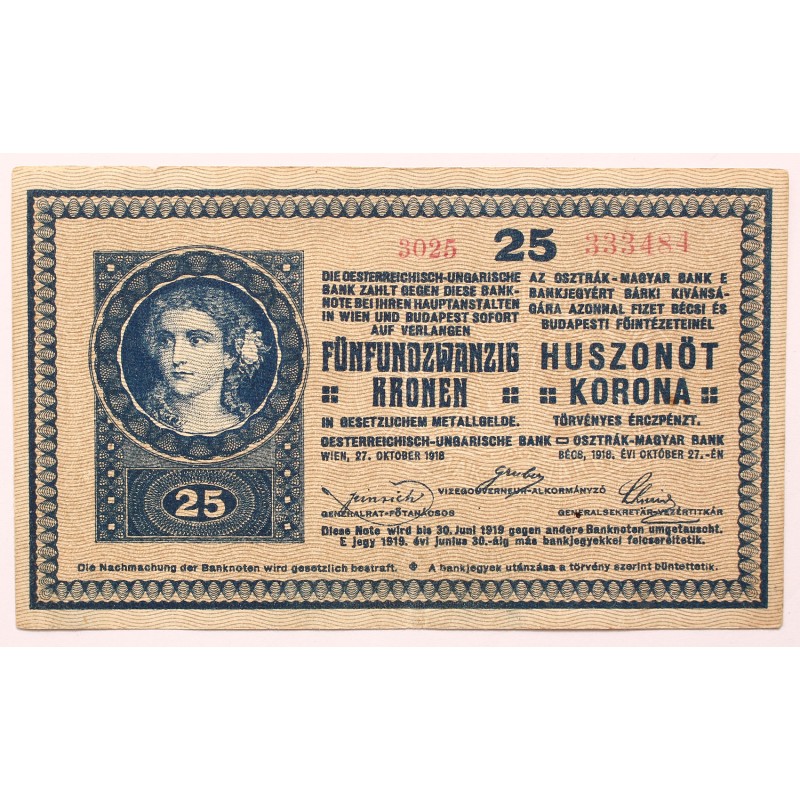 3025 25 333484
DIE OESTERREICHISCH-UNGARISCHE
BANK ZAHLT GEGEN DIESE BANK-
NOTE BEI IHREN HAUPTANSTALTEN
IN WIEN UND BUDAPEST SOFORT
AUF VERLANGEN
FÜNFUNDZWANZIG
KRONEN
IN GESETZLICHEM METALLGELDE.
OESTERREICHISCH-UNGARISCHE BANK
WIEN, 27. OKTOBER 1918
AZ OSZTRÁK-MAGYAR BANK E
BANKJEGYÉRT BÁRKI KIVÁNSÁ-
GÁRA AZONNAL FIZET BÉCSI ÉS
BUDAPESTI FŐINTÉZETEINÉL
HUSZONÖT
KORONA
TÖRVÉNYES ÉRCZPÉNZT.
OSZTRÁK-MAGYAR BANK
BÉCS, 1918. ÉVI OKTÓBER 27.-ÉN
25
Gruber
VIZEGOUVERNEUR-ALKORMÁNYZÓ
GENERALRAT-FŐTANÁCSOS
GENERALSEKRETÄR-VEZÉRTITKÁR
Diese Note wird bis 30. Juni 1919 gegen andere Banknoten umgetauscht.
E jegy 1919. évi junius 30.-áig más bankjegyekkel felcseréltetik.
Die Nachmachung der Banknoten wird gesetzlich bestraft.
A bankjegyek utánzása a törvény szerint büntettetik.